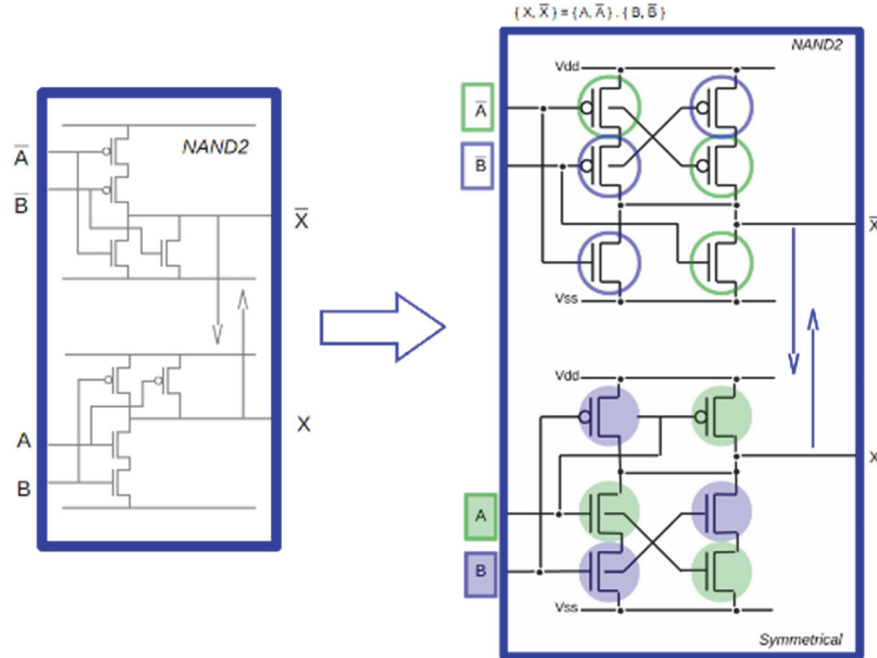 { X, X̅ } = { A, A̅ } . { B, B̅ }
NAND2
A̅
B̅
X̅
A
B
X
NAND2
Vdd
A̅
B̅
X̅
Vss
Vdd
X
A
B
Vss
Symmetrical